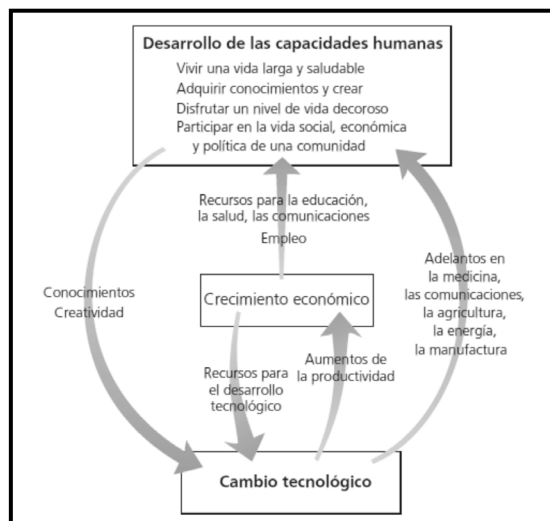 Desarrollo de las capacidades humanas
Vivir una vida larga y saludable
Adquirir conocimientos y crear
Disfrutar un nivel de vida decoroso
Participar en la vida social, económica
y política de una comunidad
Recursos para la educación,
la salud, las comunicaciones
Empleo
Conocimientos
Creatividad
Adelantos en
la medicina,
las comunicaciones,
la agricultura,
la energía,
la manufactura
Crecimiento económico
Recursos para
el desarrollo
tecnológico
Aumentos de
la productividad
Cambio tecnológico